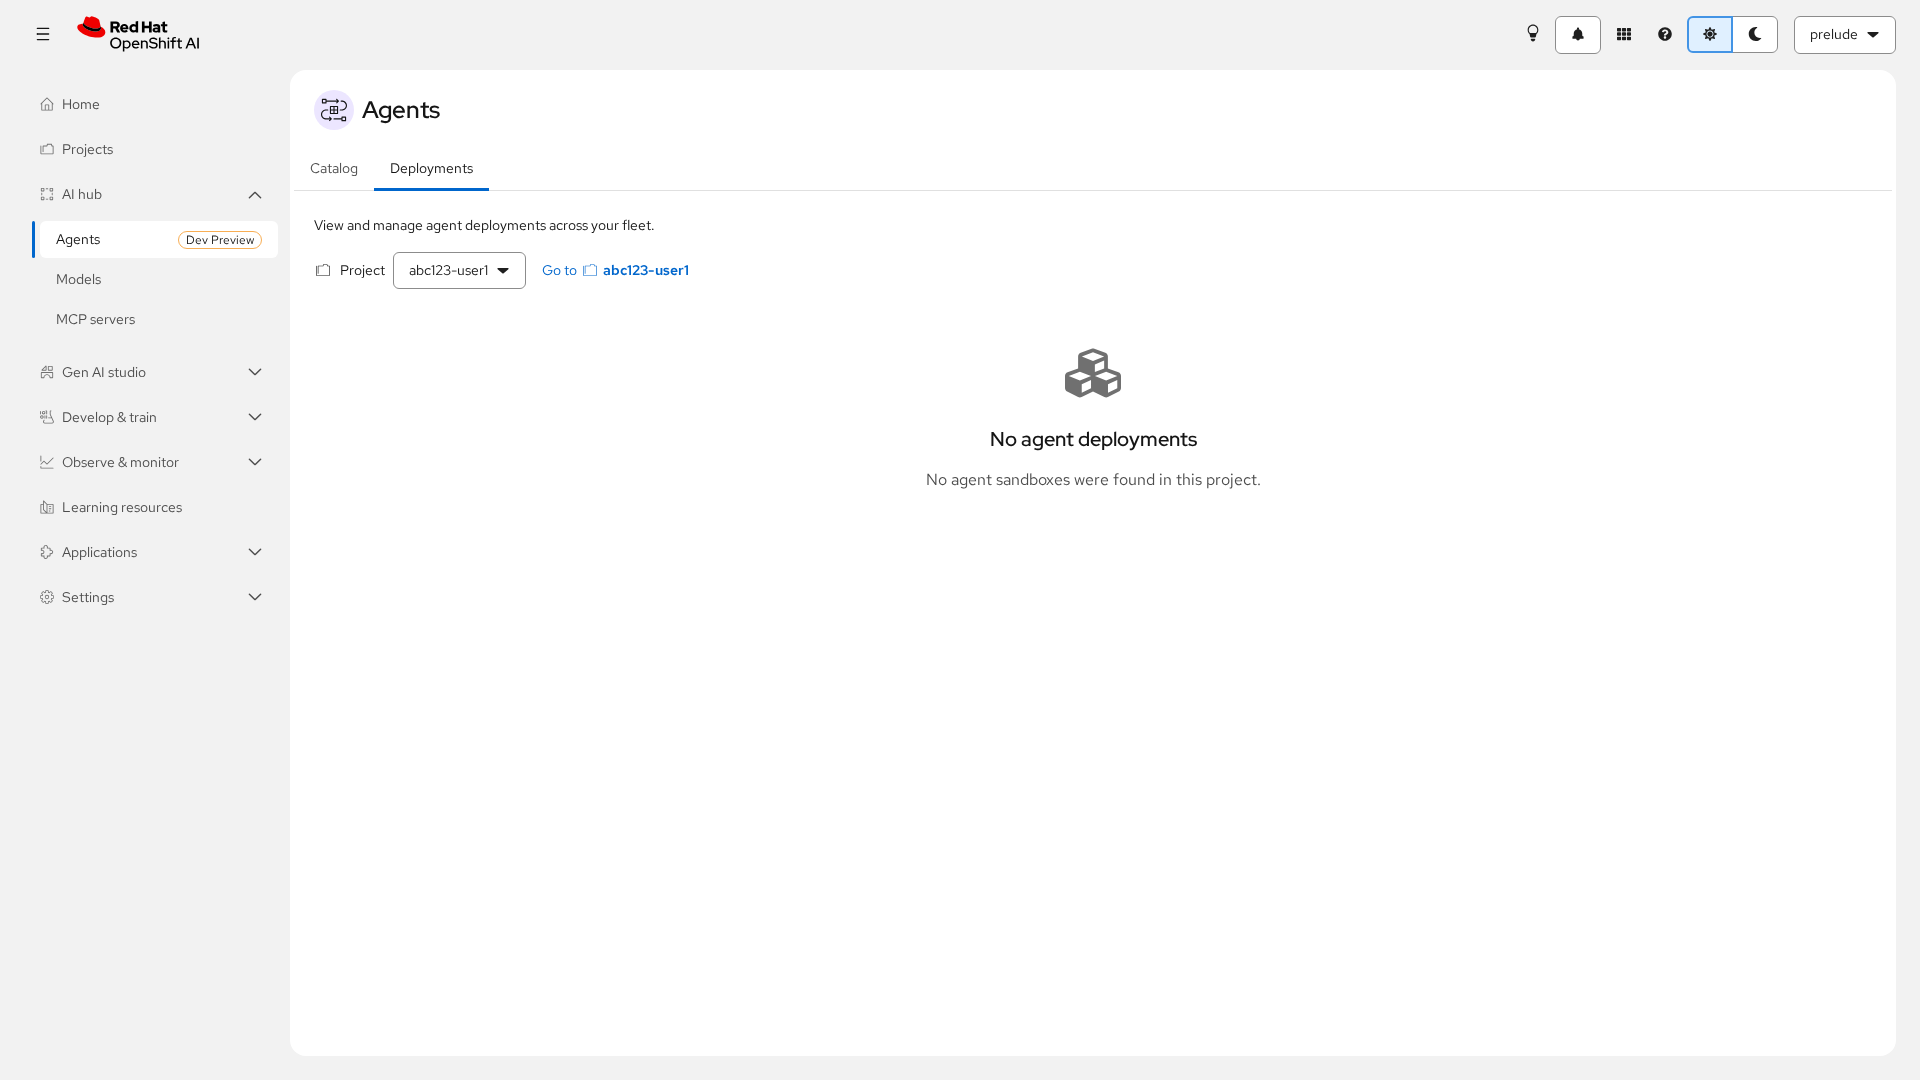 Red Hat
OpenShift AI
prelude
Home
Projects
AI hub
Agents
Dev Preview
Models
MCP servers
Gen AI studio
Develop & train
Observe & monitor
Learning resources
Applications
Settings
Agents
Catalog
Deployments
View and manage agent deployments across your fleet.
Project
abc123-user1
Go to abc123-user1
No agent deployments
No agent sandboxes were found in this project.